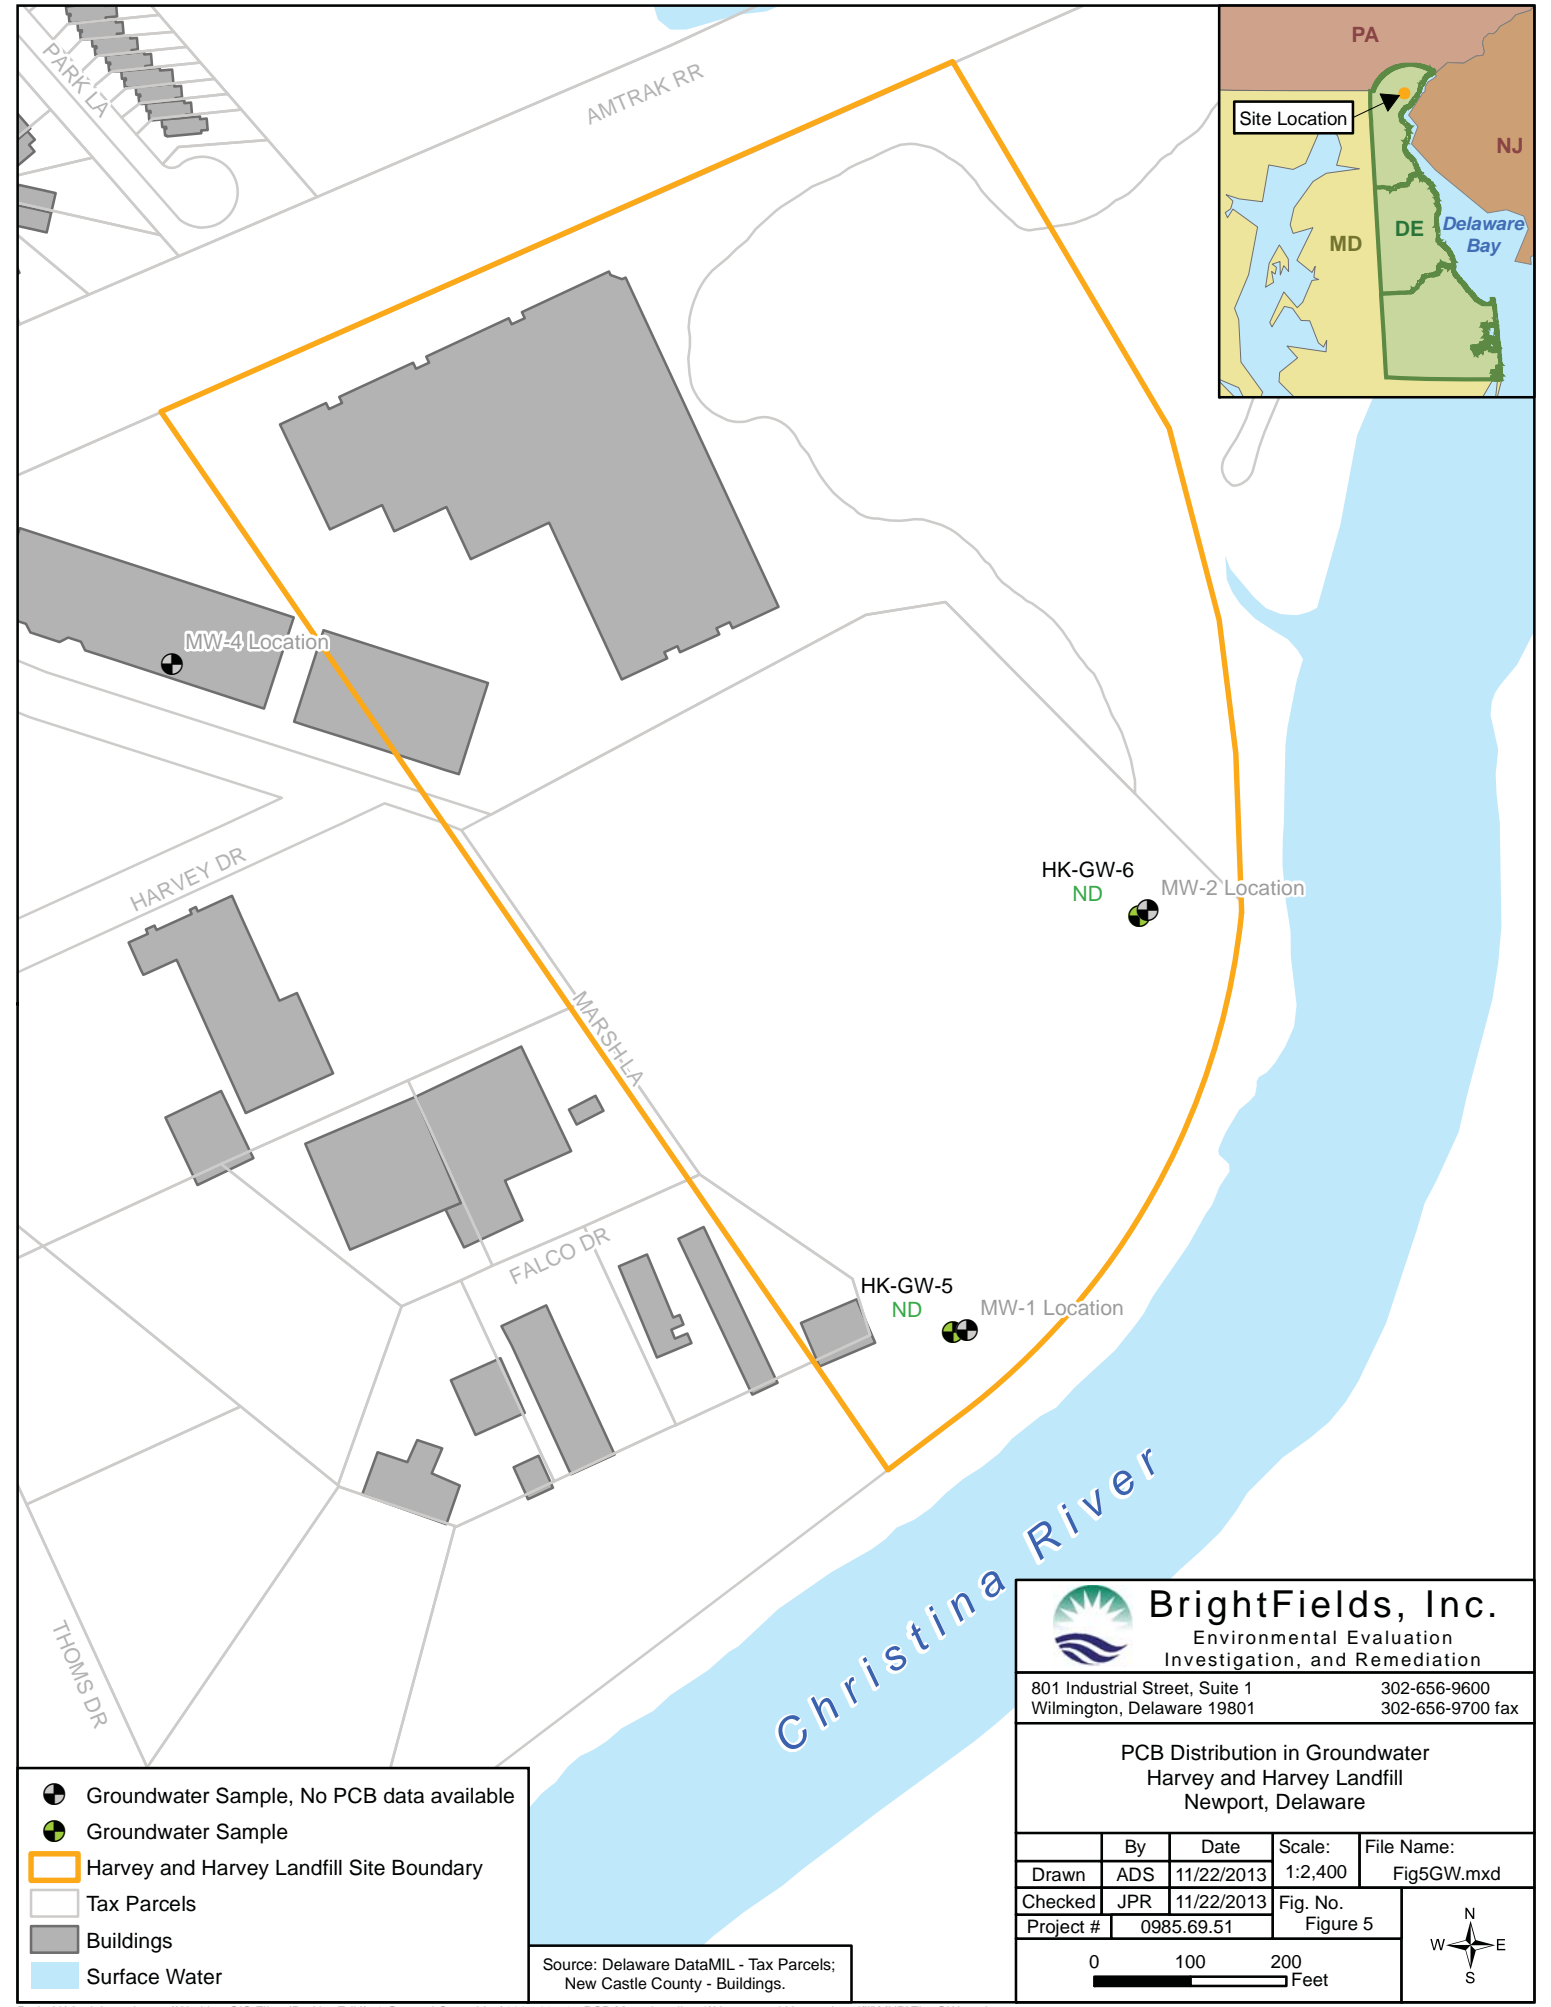 PARK LA
AMTRAK RR
PA
Site Location
NJ
MD
DE
Delaware
Bay
MW-4 Location
HARVEY DR
HK-GW-6
ND
MW-2 Location
MARSH LA
FALCO DR
HK-GW-5
ND
MW-1 Location
Christina River
THOMS DR
BrightFields, Inc.
Environmental Evaluation
Investigation, and Remediation
801 Industrial Street, Suite 1 302-656-9600
Wilmington, Delaware 19801 302-656-9700 fax
PCB Distribution in Groundwater
Harvey and Harvey Landfill
Newport, Delaware
By Date Scale: File Name:
Drawn ADS 11/22/2013 1:2,400 Fig5GW.mxd
Checked JPR 11/22/2013 Fig. No.
Project # 0985.69.51 Figure 5
0 100 200
Feet
N
W E
S
Groundwater Sample, No PCB data available
Groundwater Sample
Harvey and Harvey Landfill Site Boundary
Tax Parcels
Buildings
Surface Water
Source: Delaware DataMIL - Tax Parcels;
New Castle County - Buildings.